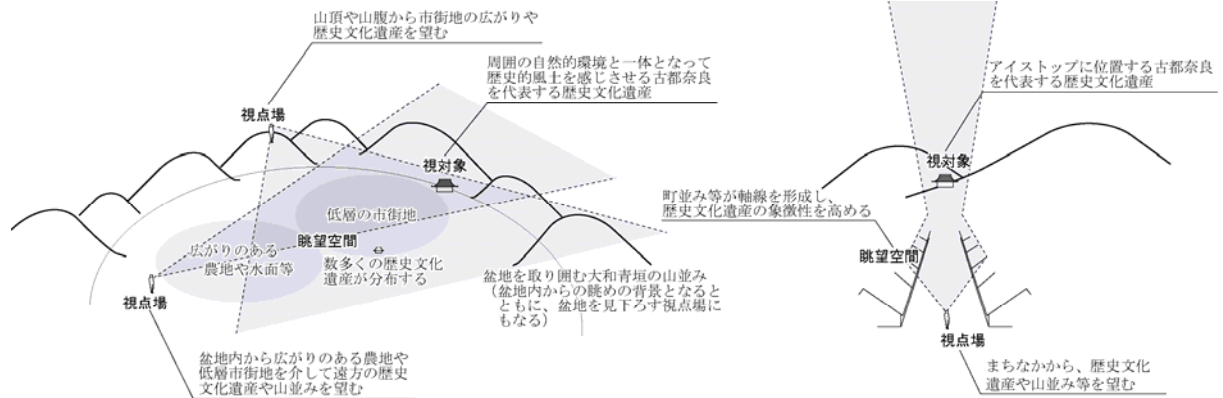 山頂や山腹から市街地の広がりや
歴史文化遺産を望む
周囲の自然的環境と一体となって
歴史的風土を感じさせる古都奈良
を代表する歴史文化遺産
視点場
視対象
低層の市街地
眺望空間
広がりのある
農地や水面等
数多くの歴史文化
遺産が分布する
視点場
盆地を取り囲む大和青垣の山並み
（盆地内からの眺めの背景となると
ともに、盆地を見下ろす視点場に
もなる）
盆地内から広がりのある農地や
低層市街地を介して遠方の歴史
文化遺産や山並みを望む
アイストップに位置する古都奈良
を代表する歴史文化遺産
視対象
町並み等が軸線を形成し、
歴史文化遺産の象徴性を高める
眺望空間
視点場
まちなかから、歴史文化
遺産や山並み等を望む